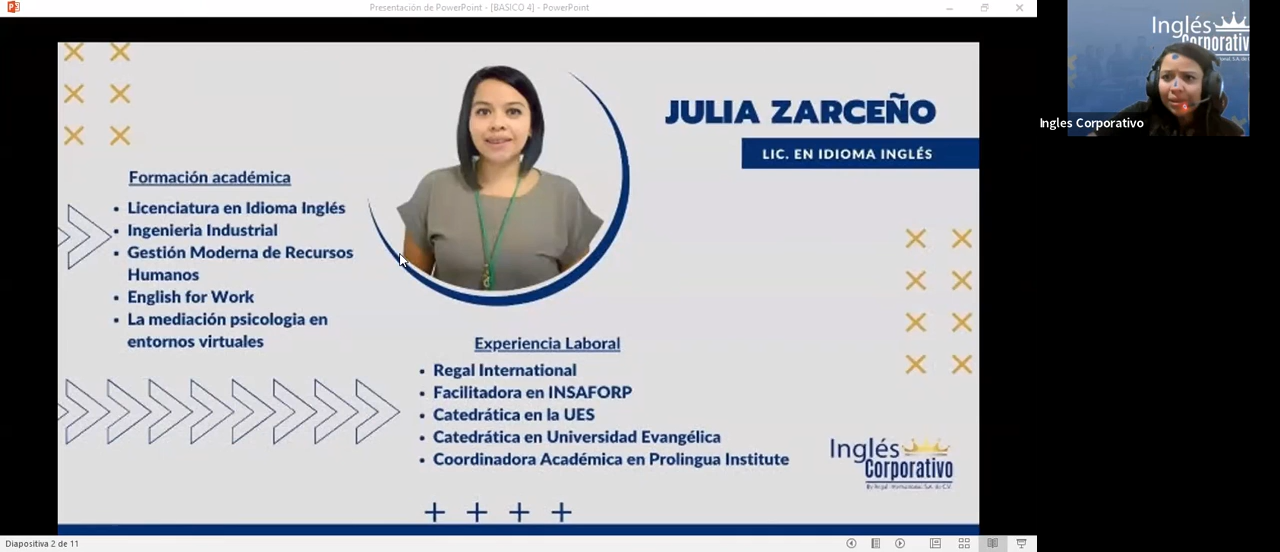 Presentación de PowerPoint - [BASICO 4] - PowerPoint
JULIA ZARCEÑO
LIC. EN IDIOMA INGLÉS
Formación académica
Licenciatura en Idioma Inglés
Ingenieria Industrial
Gestión Moderna de Recursos
Humanos
English for Work
La mediación psicologia en
entornos virtuales
Experiencia Laboral
Regal International
Facilitadora en INSAFORP
Catedrática en la UES
Catedrática en Universidad Evangélica
Coordinadora Académica en Prolingua Institute
Inglés
Corporativo
Diapositiva 2 de 11
Inglés
Corporativ
Ingles Corporativo